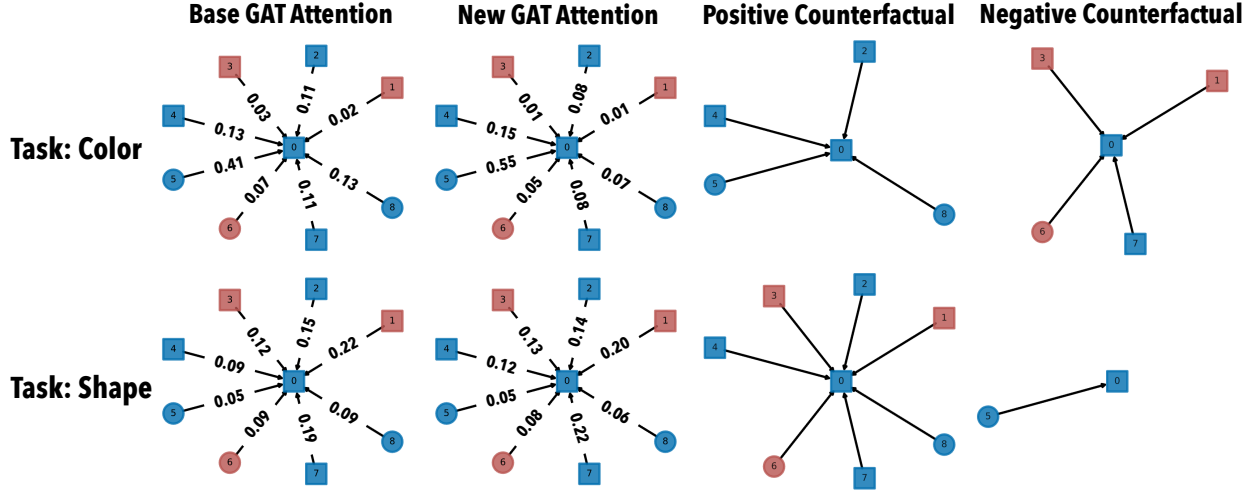 Base GAT Attention New GAT Attention Positive Counterfactual Negative Counterfactual
Task: Color
3 2 1 4 0 5 6 7 8
0.03 0.11 0.02 0.13 0.41 0.07 0.11 0.13
3 2 1 4 0 5 6 7 8
0.01 0.08 0.01 0.15 0.55 0.05 0.08 0.07
2 4 0 5 8
3 1 0 6 7
Task: Shape
3 2 1 4 0 5 6 7 8
0.12 0.15 0.22 0.09 0.05 0.09 0.19 0.09
3 2 1 4 0 5 6 7 8
0.13 0.14 0.20 0.12 0.05 0.08 0.22 0.06
3 2 1 4 0 5 6 7 8
0 5